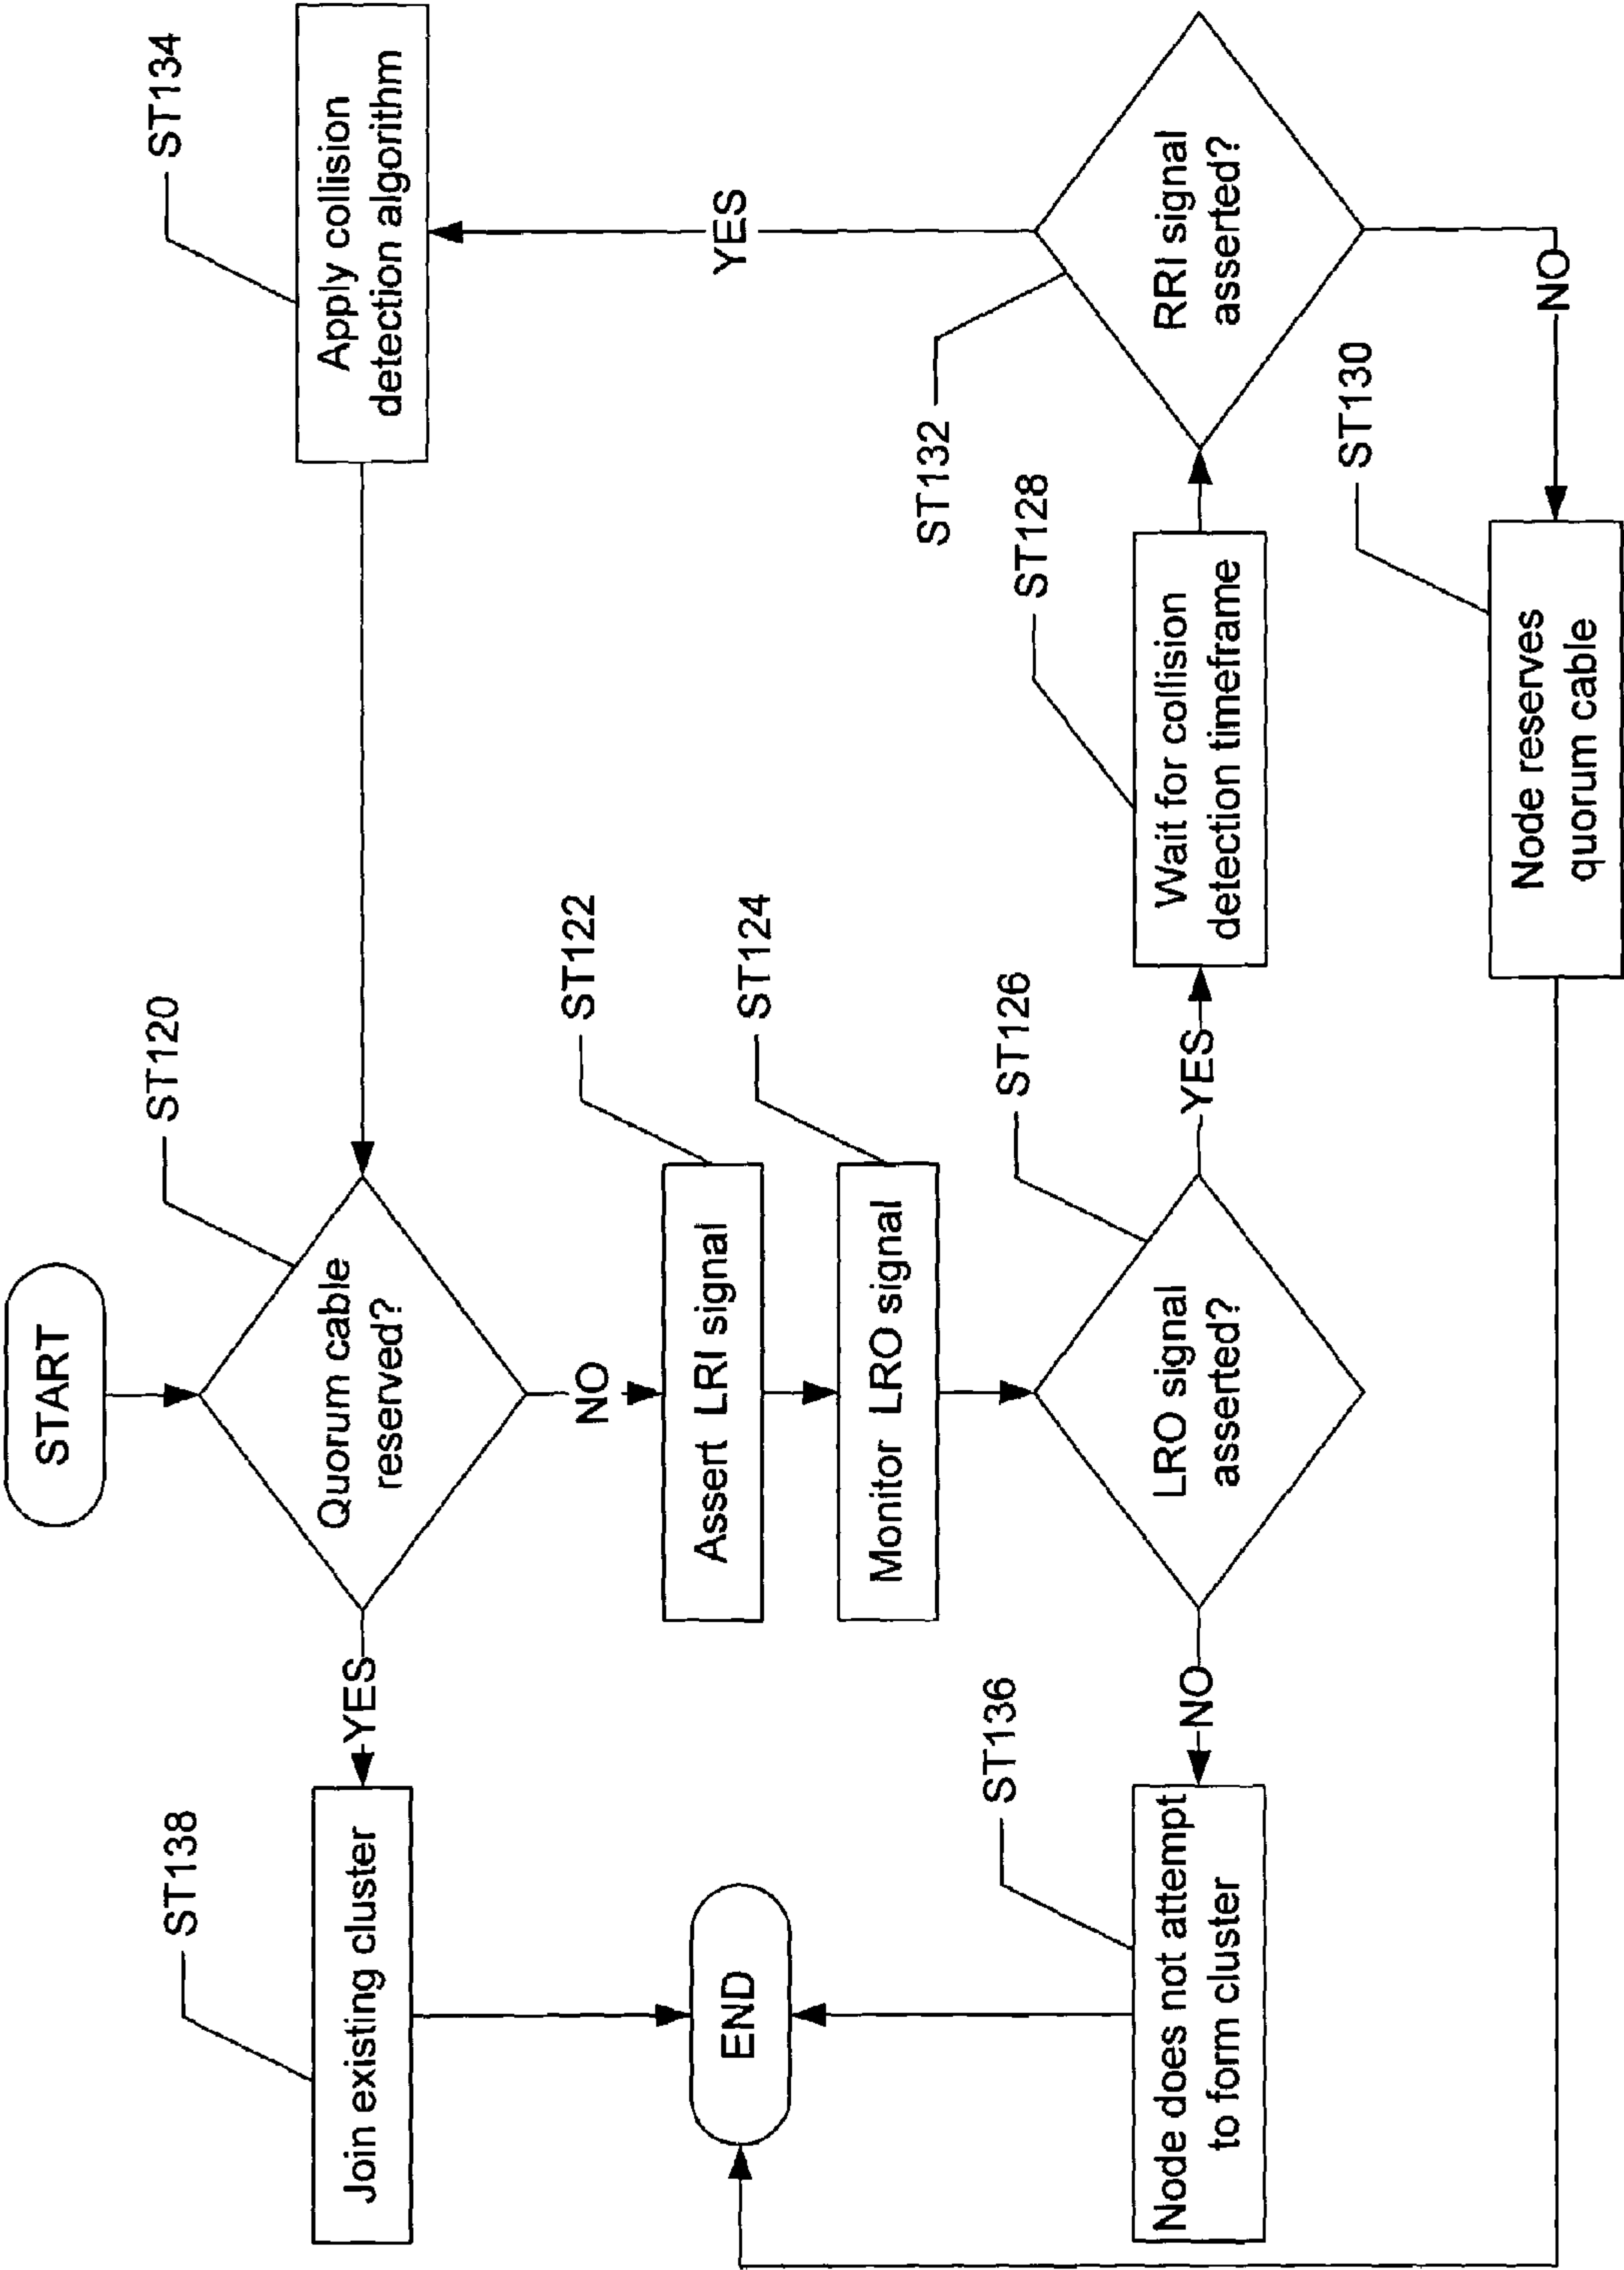 START
ST120
Quorum cable
reserved?
ST134
Apply collision
detection algorithm
ST138
Join existing cluster
YES
NO
ST122
Assert LRI signal
ST124
Monitor LRO signal
END
ST126
LRO signal
asserted?
YES
NO
ST136
Node does not attempt
to form cluster
ST128
Wait for collision
detection timeframe
ST132
RRI signal
asserted?
YES
NO
ST130
Node reserves
quorum cable